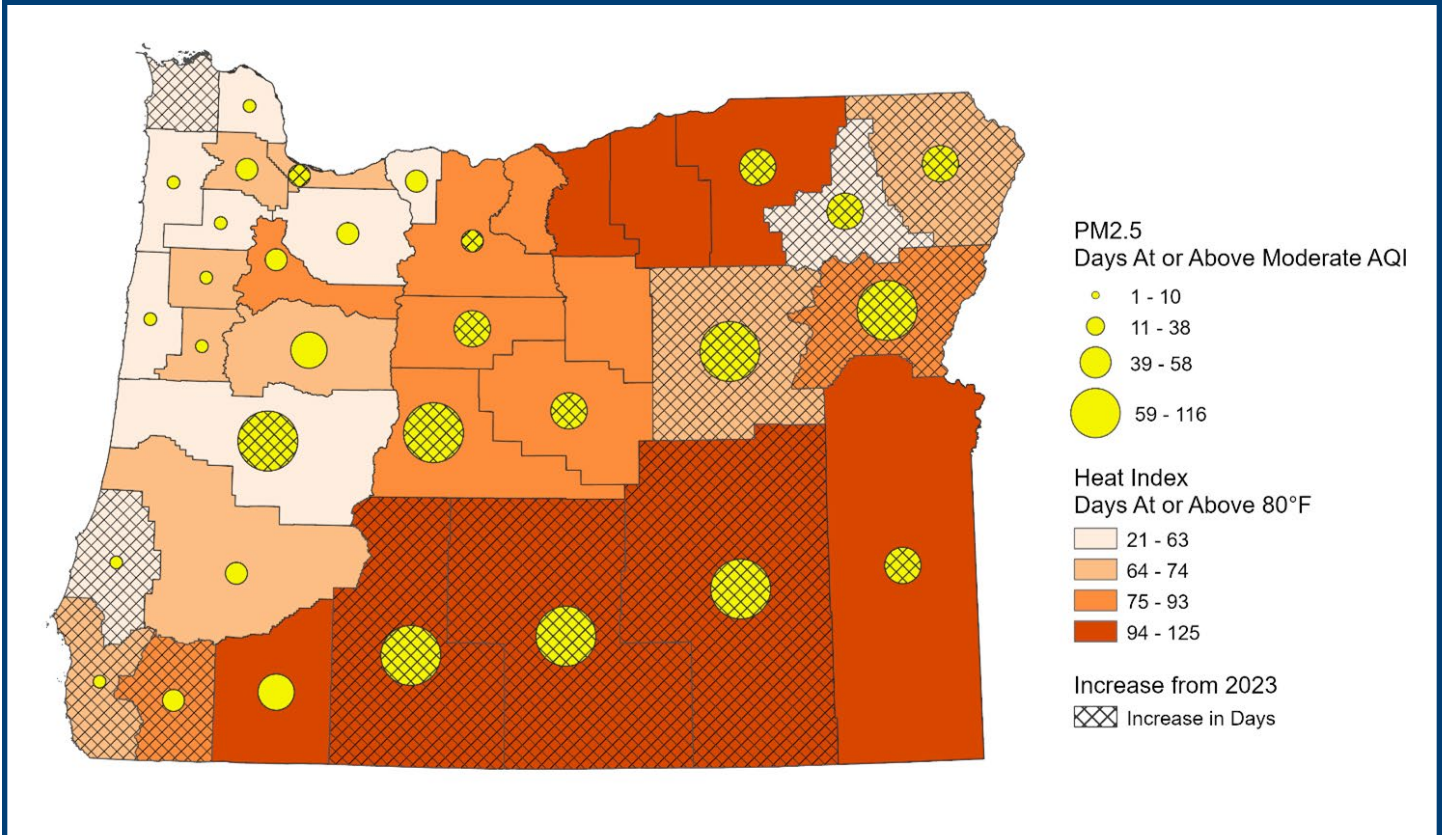 PM2.5
Days At or Above Moderate AQI
1 - 10
11 - 38
39 - 58
59 - 116
Heat Index
Days At or Above 80°F
21 - 63
64 - 74
75 - 93
94 - 125
Increase from 2023
Increase in Days